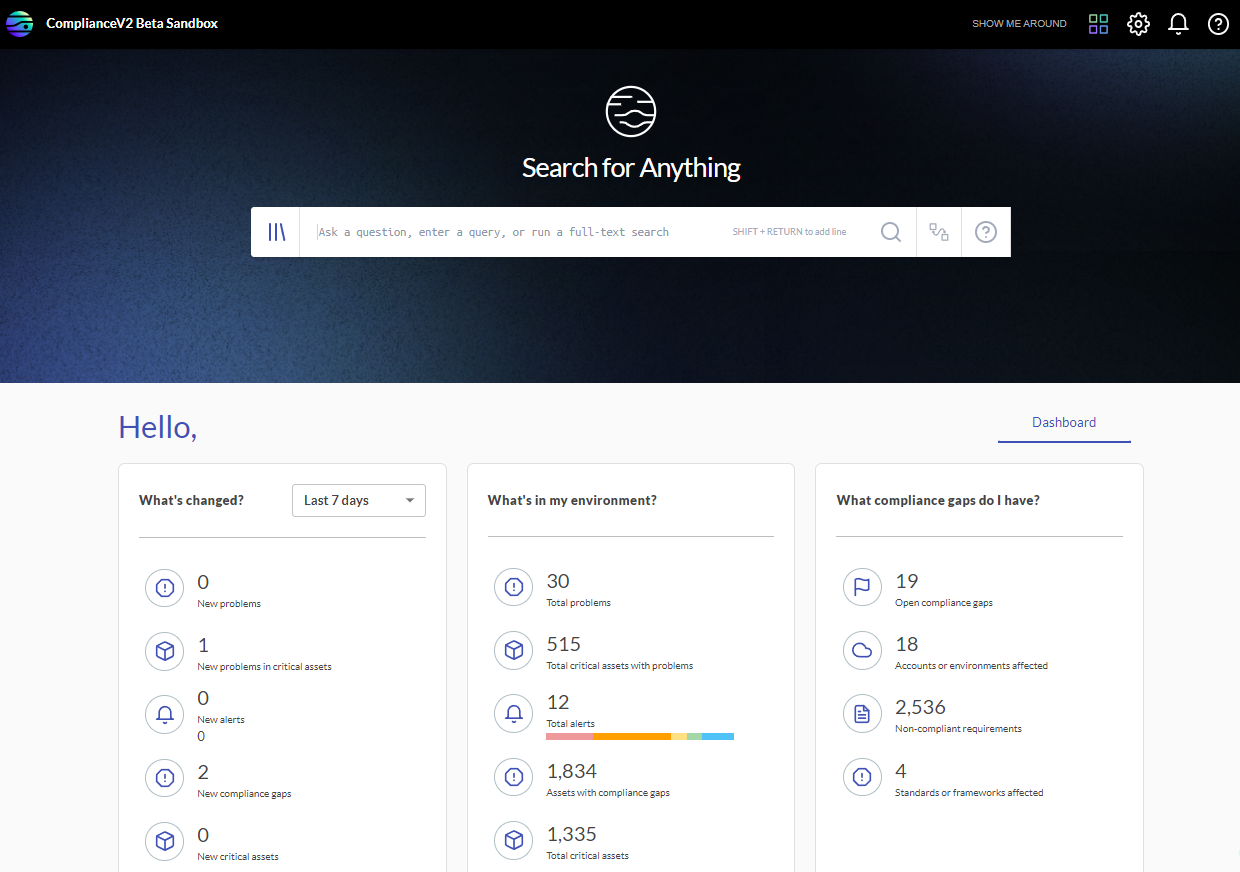 ComplianceV2 Beta Sandbox
SHOW ME AROUND
Search for Anything
Ask a question, enter a query, or run a full-text search
SHIFT + RETURN to add line
Hello,
Dashboard
What's changed?
Last 7 days
0
New problems
1
New problems in critical assets
0
New alerts
0
2
New compliance gaps
0
New critical assets
What's in my environment?
30
Total problems
515
Total critical assets with problems
12
Total alerts
1,834
Assets with compliance gaps
1,335
Total critical assets
What compliance gaps do I have?
19
Open compliance gaps
18
Accounts or environments affected
2,536
Non-compliant requirements
4
Standards or frameworks affected